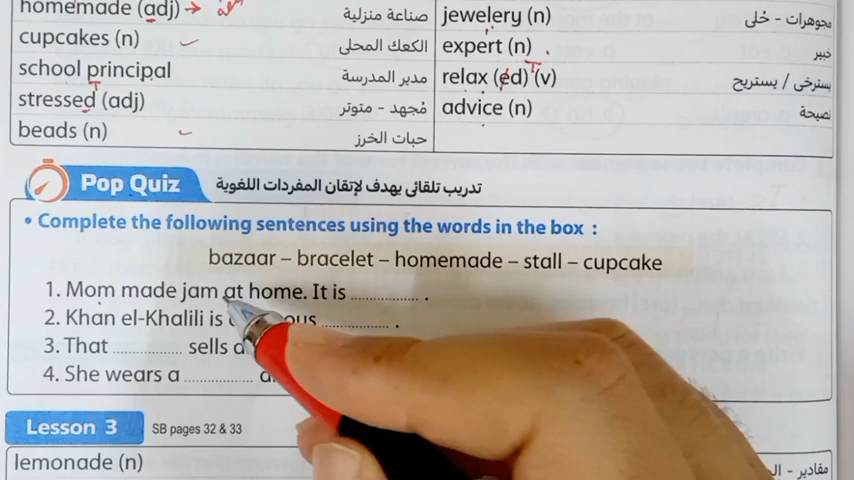 homemade (adj) صناعة منزلية
jewelery (n) مجوهرات - حُلى
cupcakes (n) الكعك المحلى
expert (n) خبير
school principal مدير المدرسة
relax (ed) (v) يسترخى / يستريح
stressed (adj) مُجهد - متوتر
advice (n) نصيحة
beads (n) حبات الخرز
Pop Quiz تدريب تلقائى يهدف لإتقان المفردات اللغوية
• Complete the following sentences using the words in the box :
bazaar – bracelet – homemade – stall – cupcake
1. Mom made jam at home. It is ............... .
2. Khan el-Khalili is ............... .
3. That ............... sells
4. She wears a ...............
Lesson 3 SB pages 32 & 33
lemonade (n) مقادير